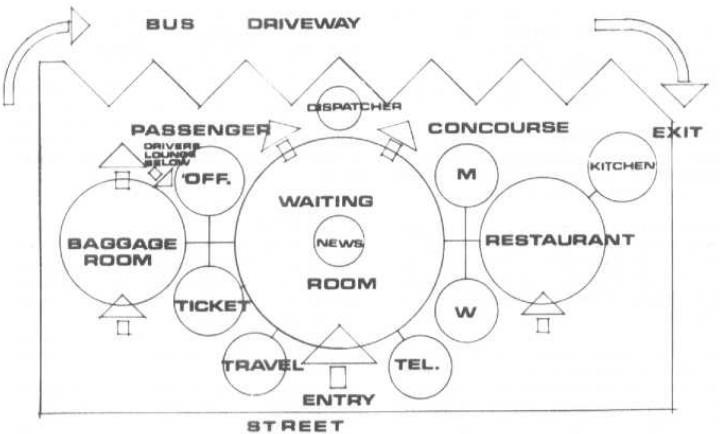 BUS DRIVEWAY
DISPATCHER
PASSENGER
CONCOURSE
EXIT
DRIVERS
LOUNGE
BELOW
OFF.
M
KITCHEN
WAITING
NEWS
ROOM
BAGGAGE
ROOM
RESTAURANT
TICKET
W
TRAVEL
TEL.
ENTRY
STREET